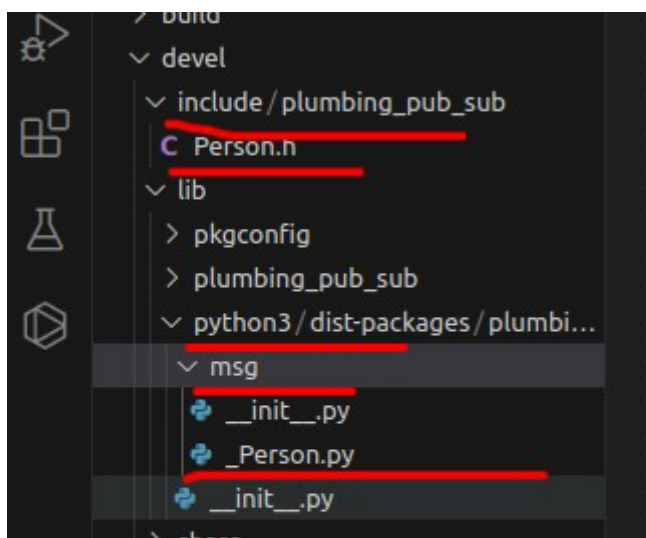 build
devel
include/plumbing_pub_sub
C Person.h
lib
pkgconfig
plumbing_pub_sub
python3/dist-packages/plumbi...
msg
__init__.py
_Person.py
__init__.py
share